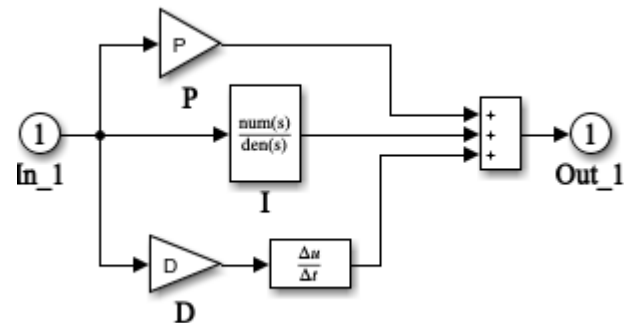 P
P
num(s)
den(s)
I
1
In_1
+
+
+
1
Out_1
D
D
Δu
Δt